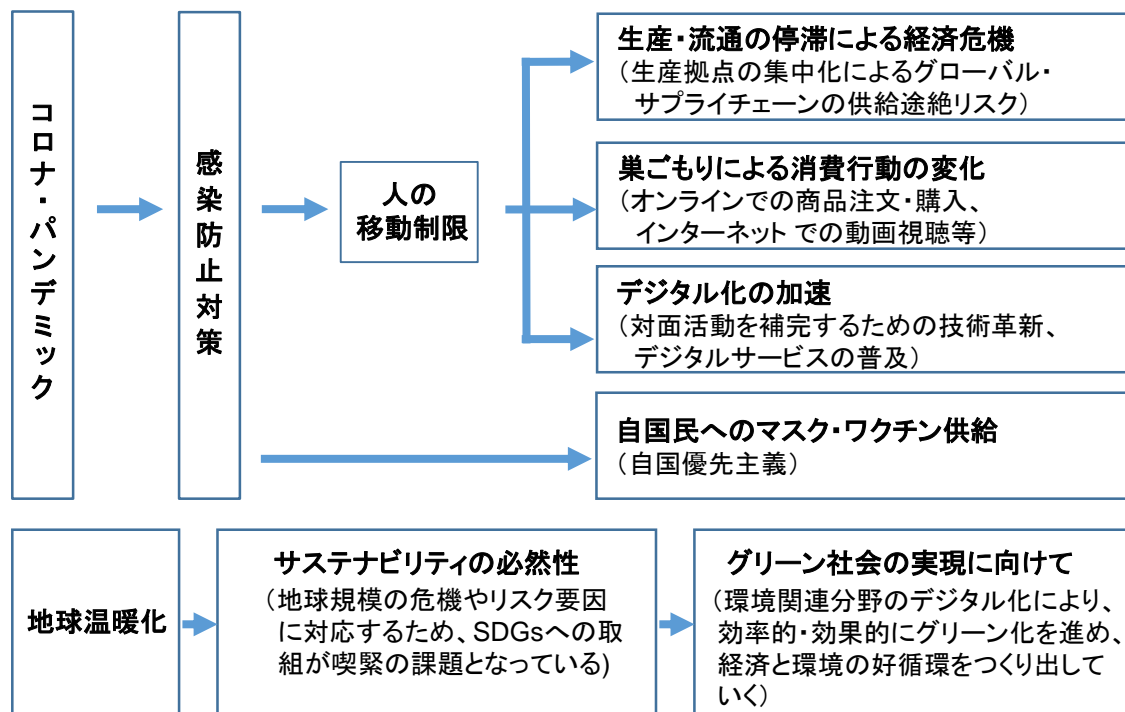 コロナ・パンデミック
感染防止対策
人の
移動制限
生産・流通の停滞による経済危機
（生産拠点の集中化によるグローバル・
サプライチェーンの供給途絶リスク）
巣ごもりによる消費行動の変化
（オンラインでの商品注文・購入、
インターネット での動画視聴等）
デジタル化の加速
（対面活動を補完するための技術革新、
デジタルサービスの普及）
自国民へのマスク・ワクチン供給
（自国優先主義）
地球温暖化
サステナビリティの必然性
（地球規模の危機やリスク要因
に対応するため、SDGsへの取
組が喫緊の課題となっている)
グリーン社会の実現に向けて
（環境関連分野のデジタル化により、
効率的・効果的にグリーン化を進め、
経済と環境の好循環をつくり出して
いく）